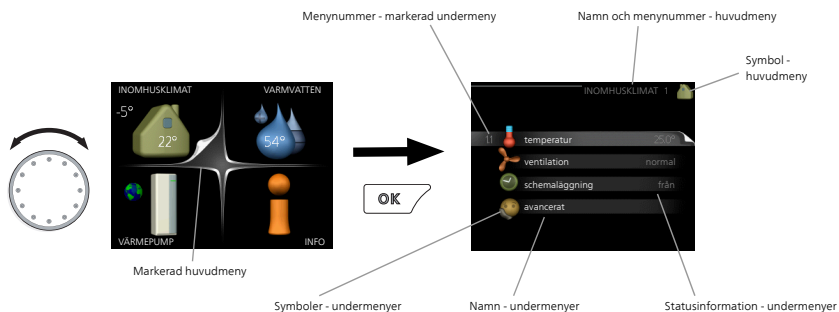 Menynummer - markerad undermeny
Namn och menynummer - huvudmeny
Symbol -
huvudmeny
INOMHUSKLIMAT
VARMVATTEN
-5°
22°
54°
VÄRMEPUMP
INFO
Markerad huvudmeny
OK
INOMHUSKLIMAT 1
1.1 temperatur 25.0°
ventilation normal
schemaläggning från
avancerat
Symboler - undermenyer
Namn - undermenyer
Statusinformation - undermenyer